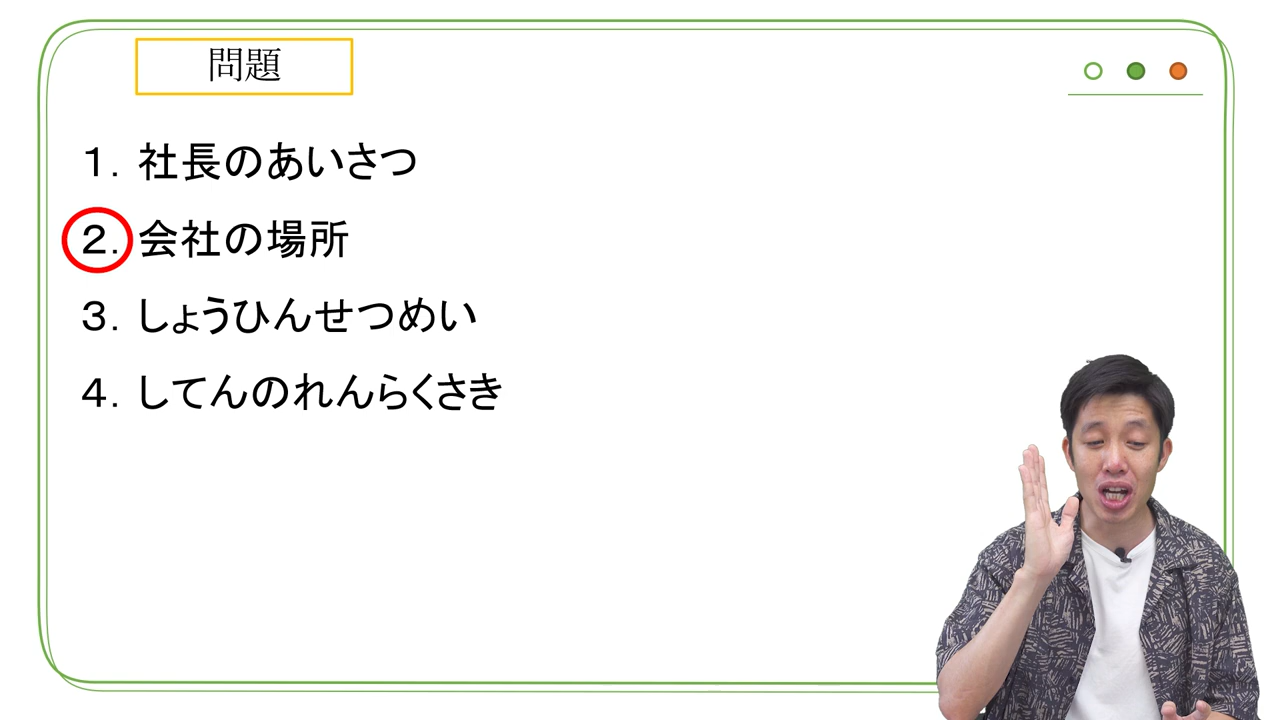 問題
１．社長のあいさつ
２．会社の場所
３．しょうひんせつめい
４．してんのれんらくさき